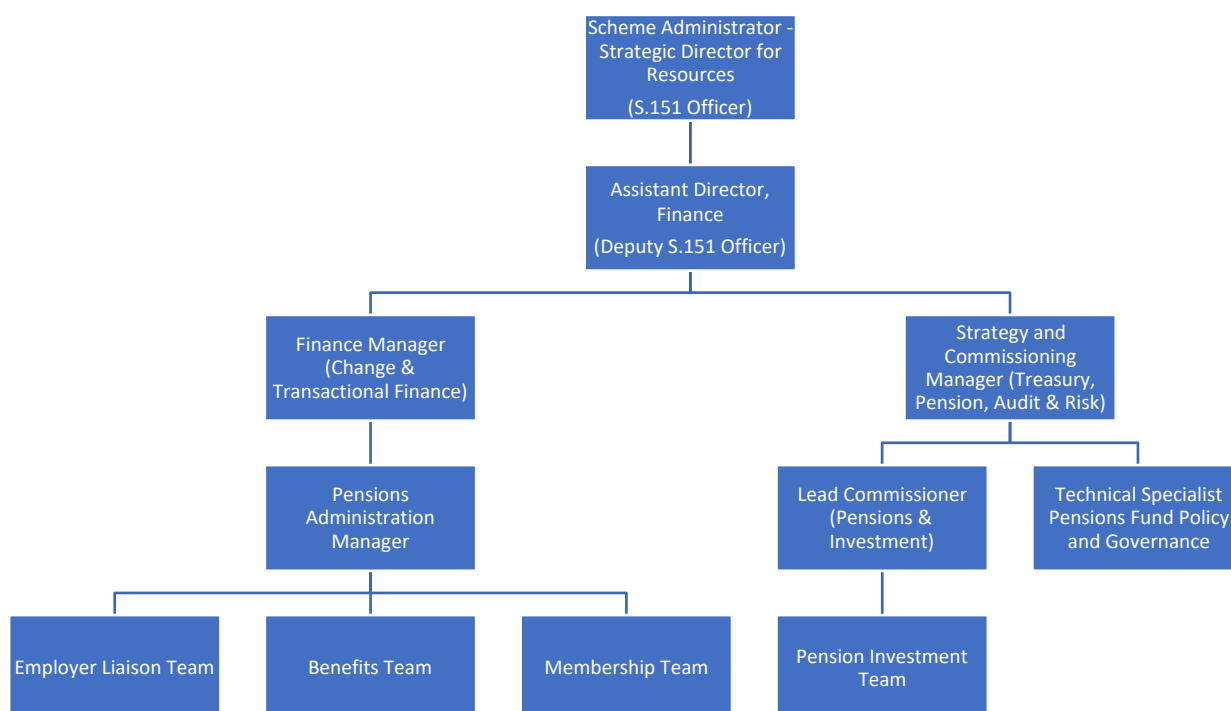 Scheme Administrator -
Strategic Director for
Resources
(S.151 Officer)
Assistant Director,
Finance
(Deputy S.151 Officer)
Finance Manager
(Change &
Transactional Finance)
Strategy and
Commissioning
Manager (Treasury,
Pension, Audit & Risk)
Pensions
Administration
Manager
Lead Commissioner
(Pensions &
Investment)
Technical Specialist
Pensions Fund Policy
and Governance
Employer Liaison Team
Benefits Team
Membership Team
Pension Investment
Team